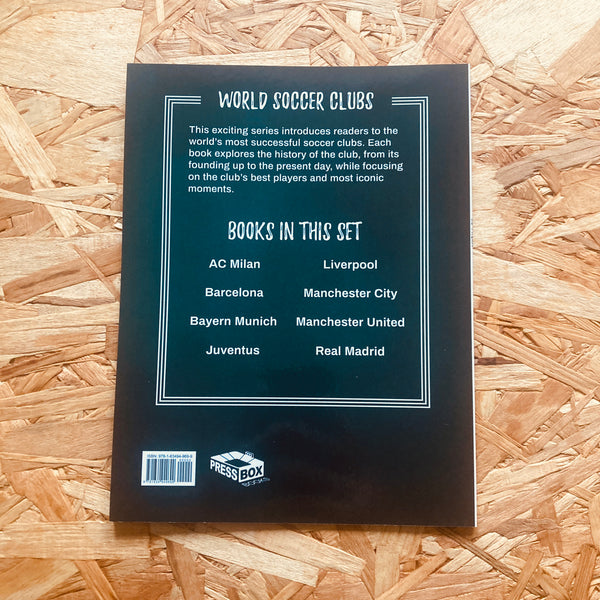 WORLD SOCCER CLUBS
This exciting series introduces readers to the
world's most successful soccer clubs. Each
book explores the history of the club, from its
founding up to the present day, while focusing
on the club's best players and most iconic
moments.
BOOKS IN THIS SET
AC Milan
Liverpool
Barcelona
Manchester City
Bayern Munich
Manchester United
Juventus
Real Madrid
PRESS BOX